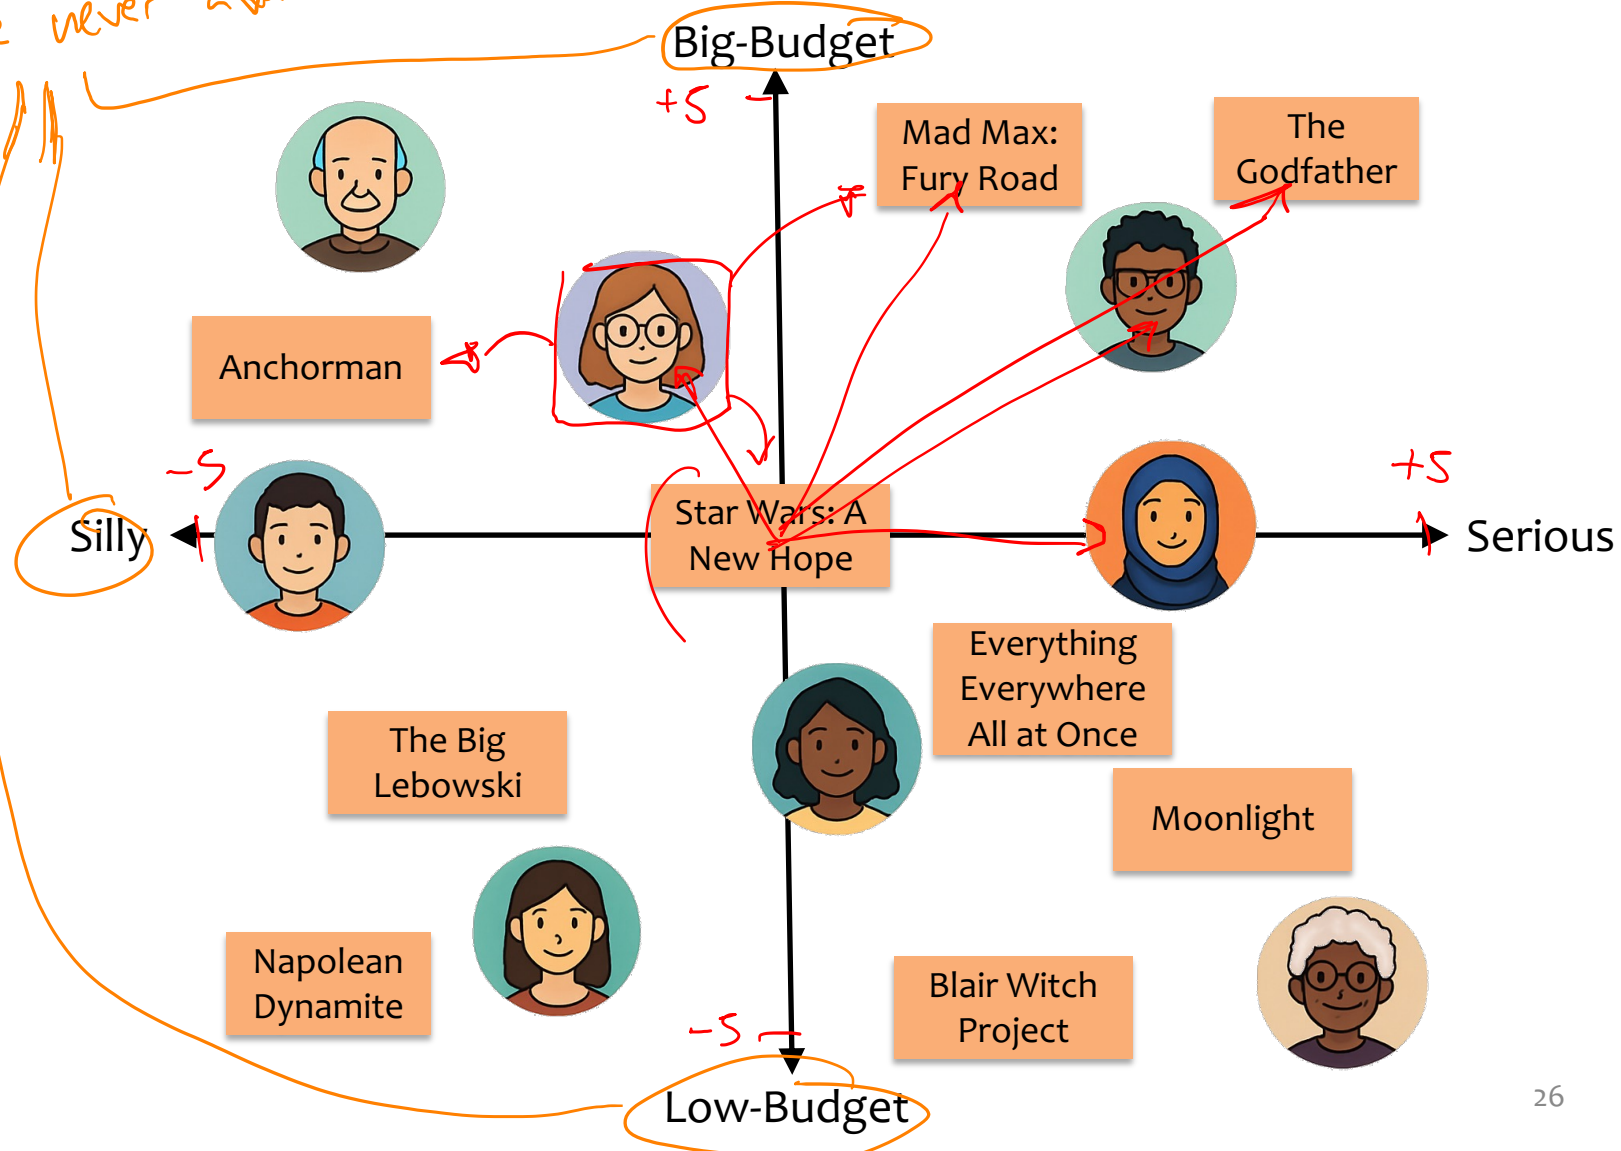 never
Big-Budget
+5
Mad Max:
Fury Road
The
Godfather
Anchorman
-5
+5
Silly
Star Wars: A
New Hope
Serious
Everything
Everywhere
All at Once
The Big
Lebowski
Moonlight
Napolean
Dynamite
Blair Witch
Project
-5
Low-Budget
26